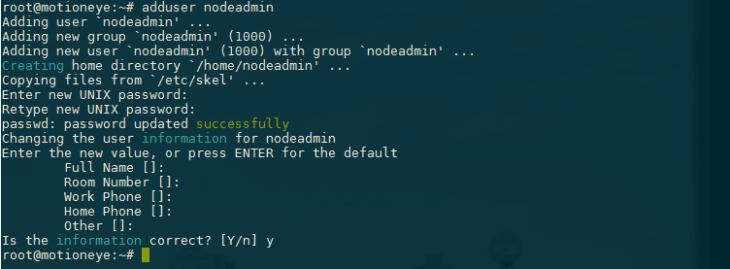 root@motioneye:~# adduser nodeadmin
Adding user `nodeadmin' ...
Adding new group `nodeadmin' (1000) ...
Adding new user `nodeadmin' (1000) with group `nodeadmin' ...
Creating home directory `/home/nodeadmin' ...
Copying files from `/etc/skel' ...
Enter new UNIX password:
Retype new UNIX password:
passwd: password updated successfully
Changing the user information for nodeadmin
Enter the new value, or press ENTER for the default
        Full Name []:
        Room Number []:
        Work Phone []:
        Home Phone []:
        Other []:
Is the information correct? [Y/n] y
root@motioneye:~#